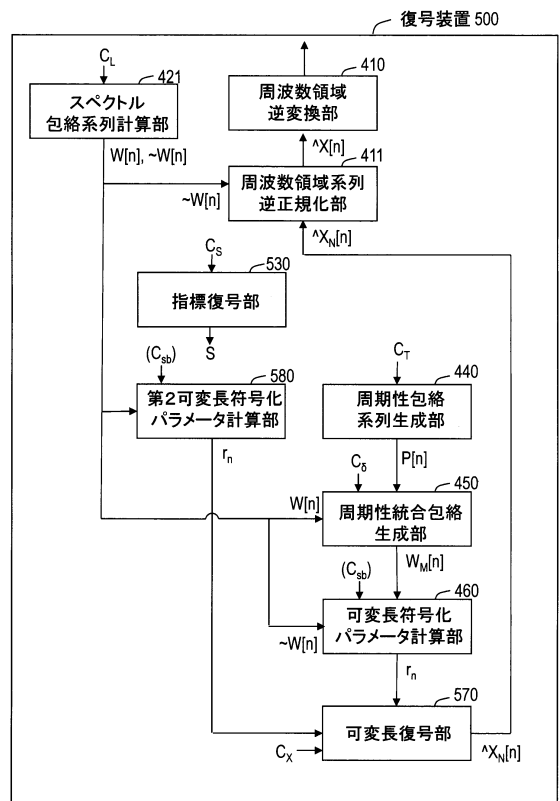 復号装置 500
C_L
421
スペクトル
包絡系列計算部
W[n], ~W[n]
410
周波数領域
逆変換部
^X[n]
411
周波数領域系列
逆正規化部
~W[n]
^X_N[n]
C_S
530
指標復号部
S
(C_sb)
580
第2可変長符号化
パラメータ計算部
r_n
C_T
440
周期性包絡
系列生成部
C_δ
P[n]
450
W[n]
周期性統合包絡
生成部
(C_sb)
W_M[n]
460
可変長符号化
パラメータ計算部
~W[n]
r_n
570
可変長復号部
C_X
^X_N[n]